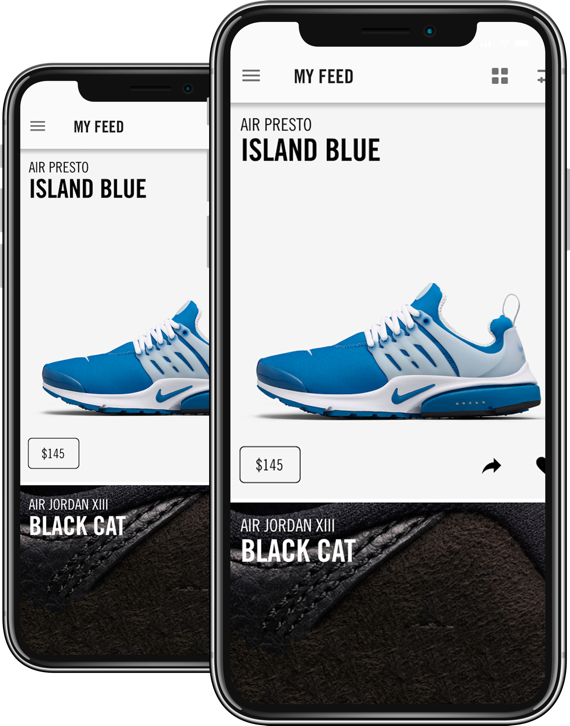 MY FEED
AIR PRESTO
ISLAND BLUE
$145
AIR JORDAN XIII
BLACK CAT
MY FEED
AIR PRESTO
ISLAND BLUE
$145
AIR JORDAN XIII
BLACK CAT